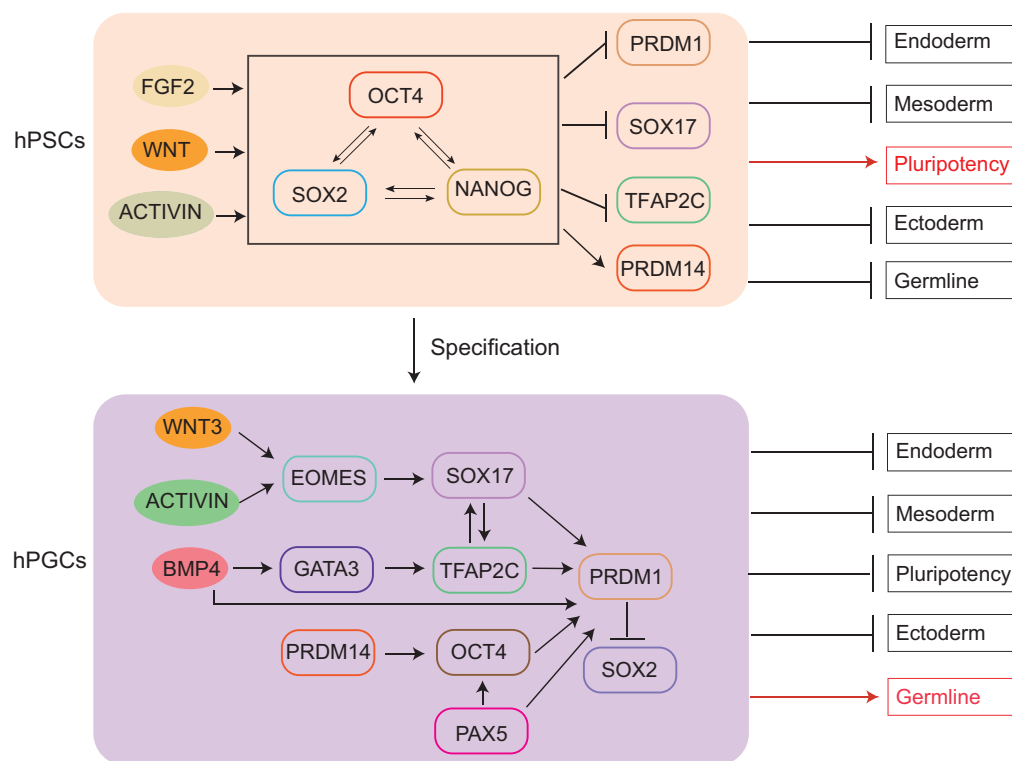 hPSCs
FGF2
WNT
ACTIVIN
OCT4
SOX2
NANOG
PRDM1
SOX17
TFAP2C
PRDM14
Endoderm
Mesoderm
Pluripotency
Ectoderm
Germline
Specification
hPGCs
WNT3
ACTIVIN
BMP4
EOMES
SOX17
GATA3
TFAP2C
PRDM1
PRDM14
OCT4
SOX2
PAX5
Endoderm
Mesoderm
Pluripotency
Ectoderm
Germline